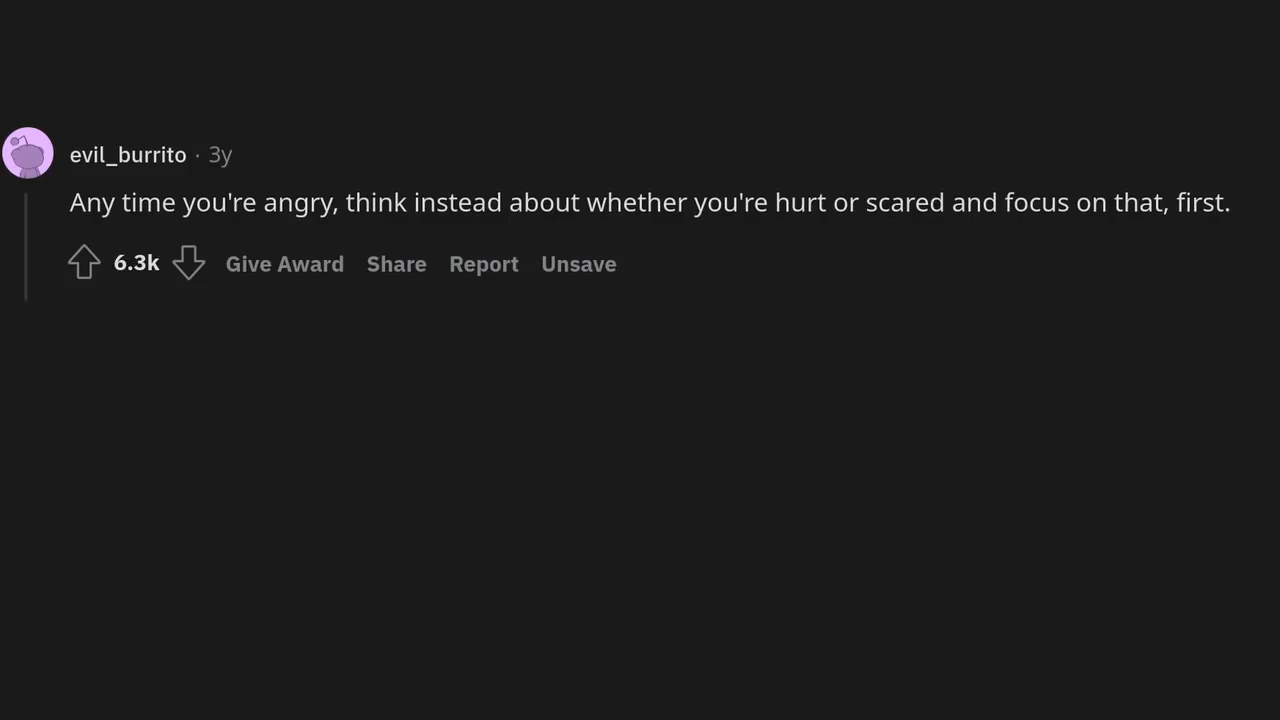 evil_burrito · 3y
Any time you're angry, think instead about whether you're hurt or scared and focus on that, first.
6.3k Give Award Share Report Unsave